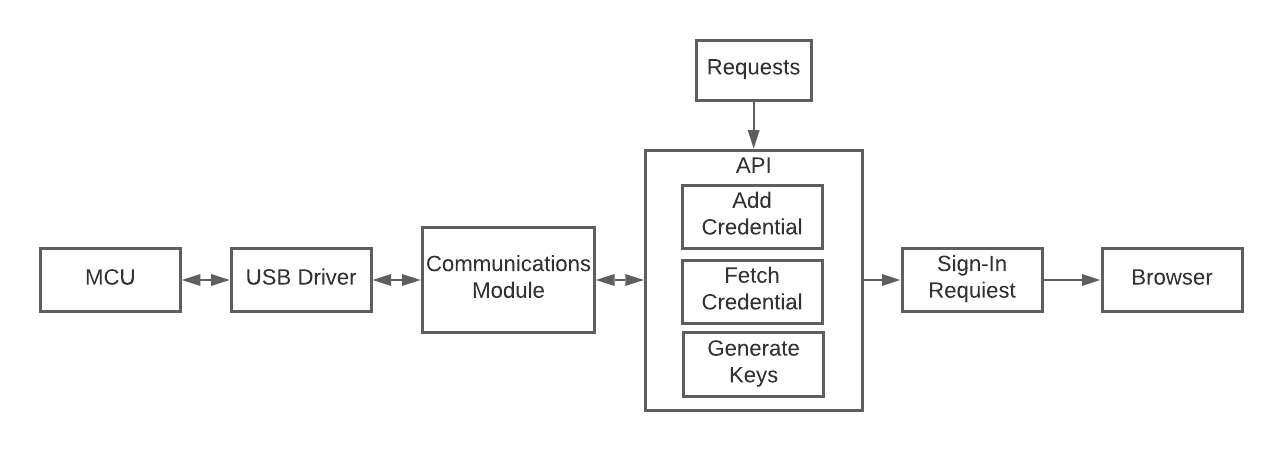 Requests
API
Add
Credential
Fetch
Credential
Generate
Keys
MCU
USB Driver
Communications
Module
Sign-In
Requiest
Browser